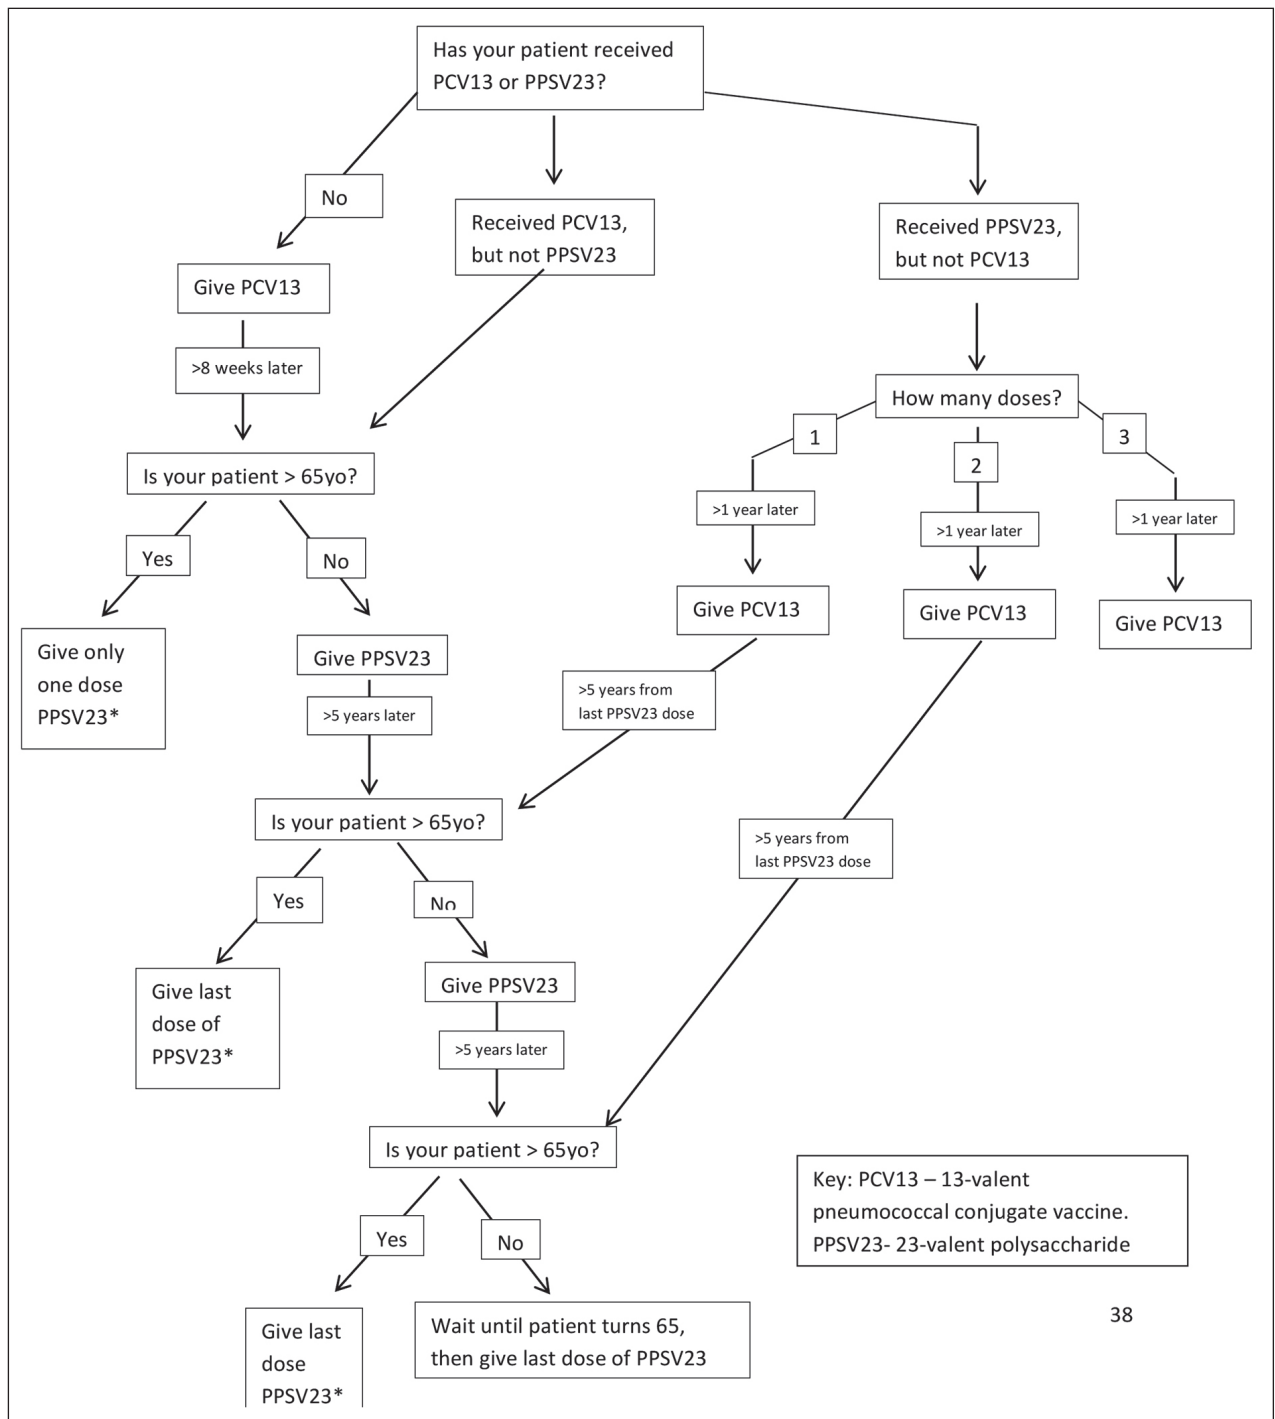 Has your patient received
PCV13 or PPSV23?
No
Received PCV13,
but not PPSV23
Received PPSV23,
but not PCV13
Give PCV13
>8 weeks later
How many doses?
1
2
3
Is your patient > 65yo?
>1 year later
>1 year later
>1 year later
Yes
No
Give PCV13
Give PCV13
Give PCV13
Give only
one dose
PPSV23*
Give PPSV23
>5 years later
>5 years from
last PPSV23 dose
Is your patient > 65yo?
>5 years from
last PPSV23 dose
Yes
No
Give last
dose of
PPSV23*
Give PPSV23
>5 years later
Is your patient > 65yo?
Key: PCV13 – 13-valent
pneumococcal conjugate vaccine.
PPSV23- 23-valent polysaccharide
Yes
No
Give last
dose
PPSV23*
Wait until patient turns 65,
then give last dose of PPSV23
38